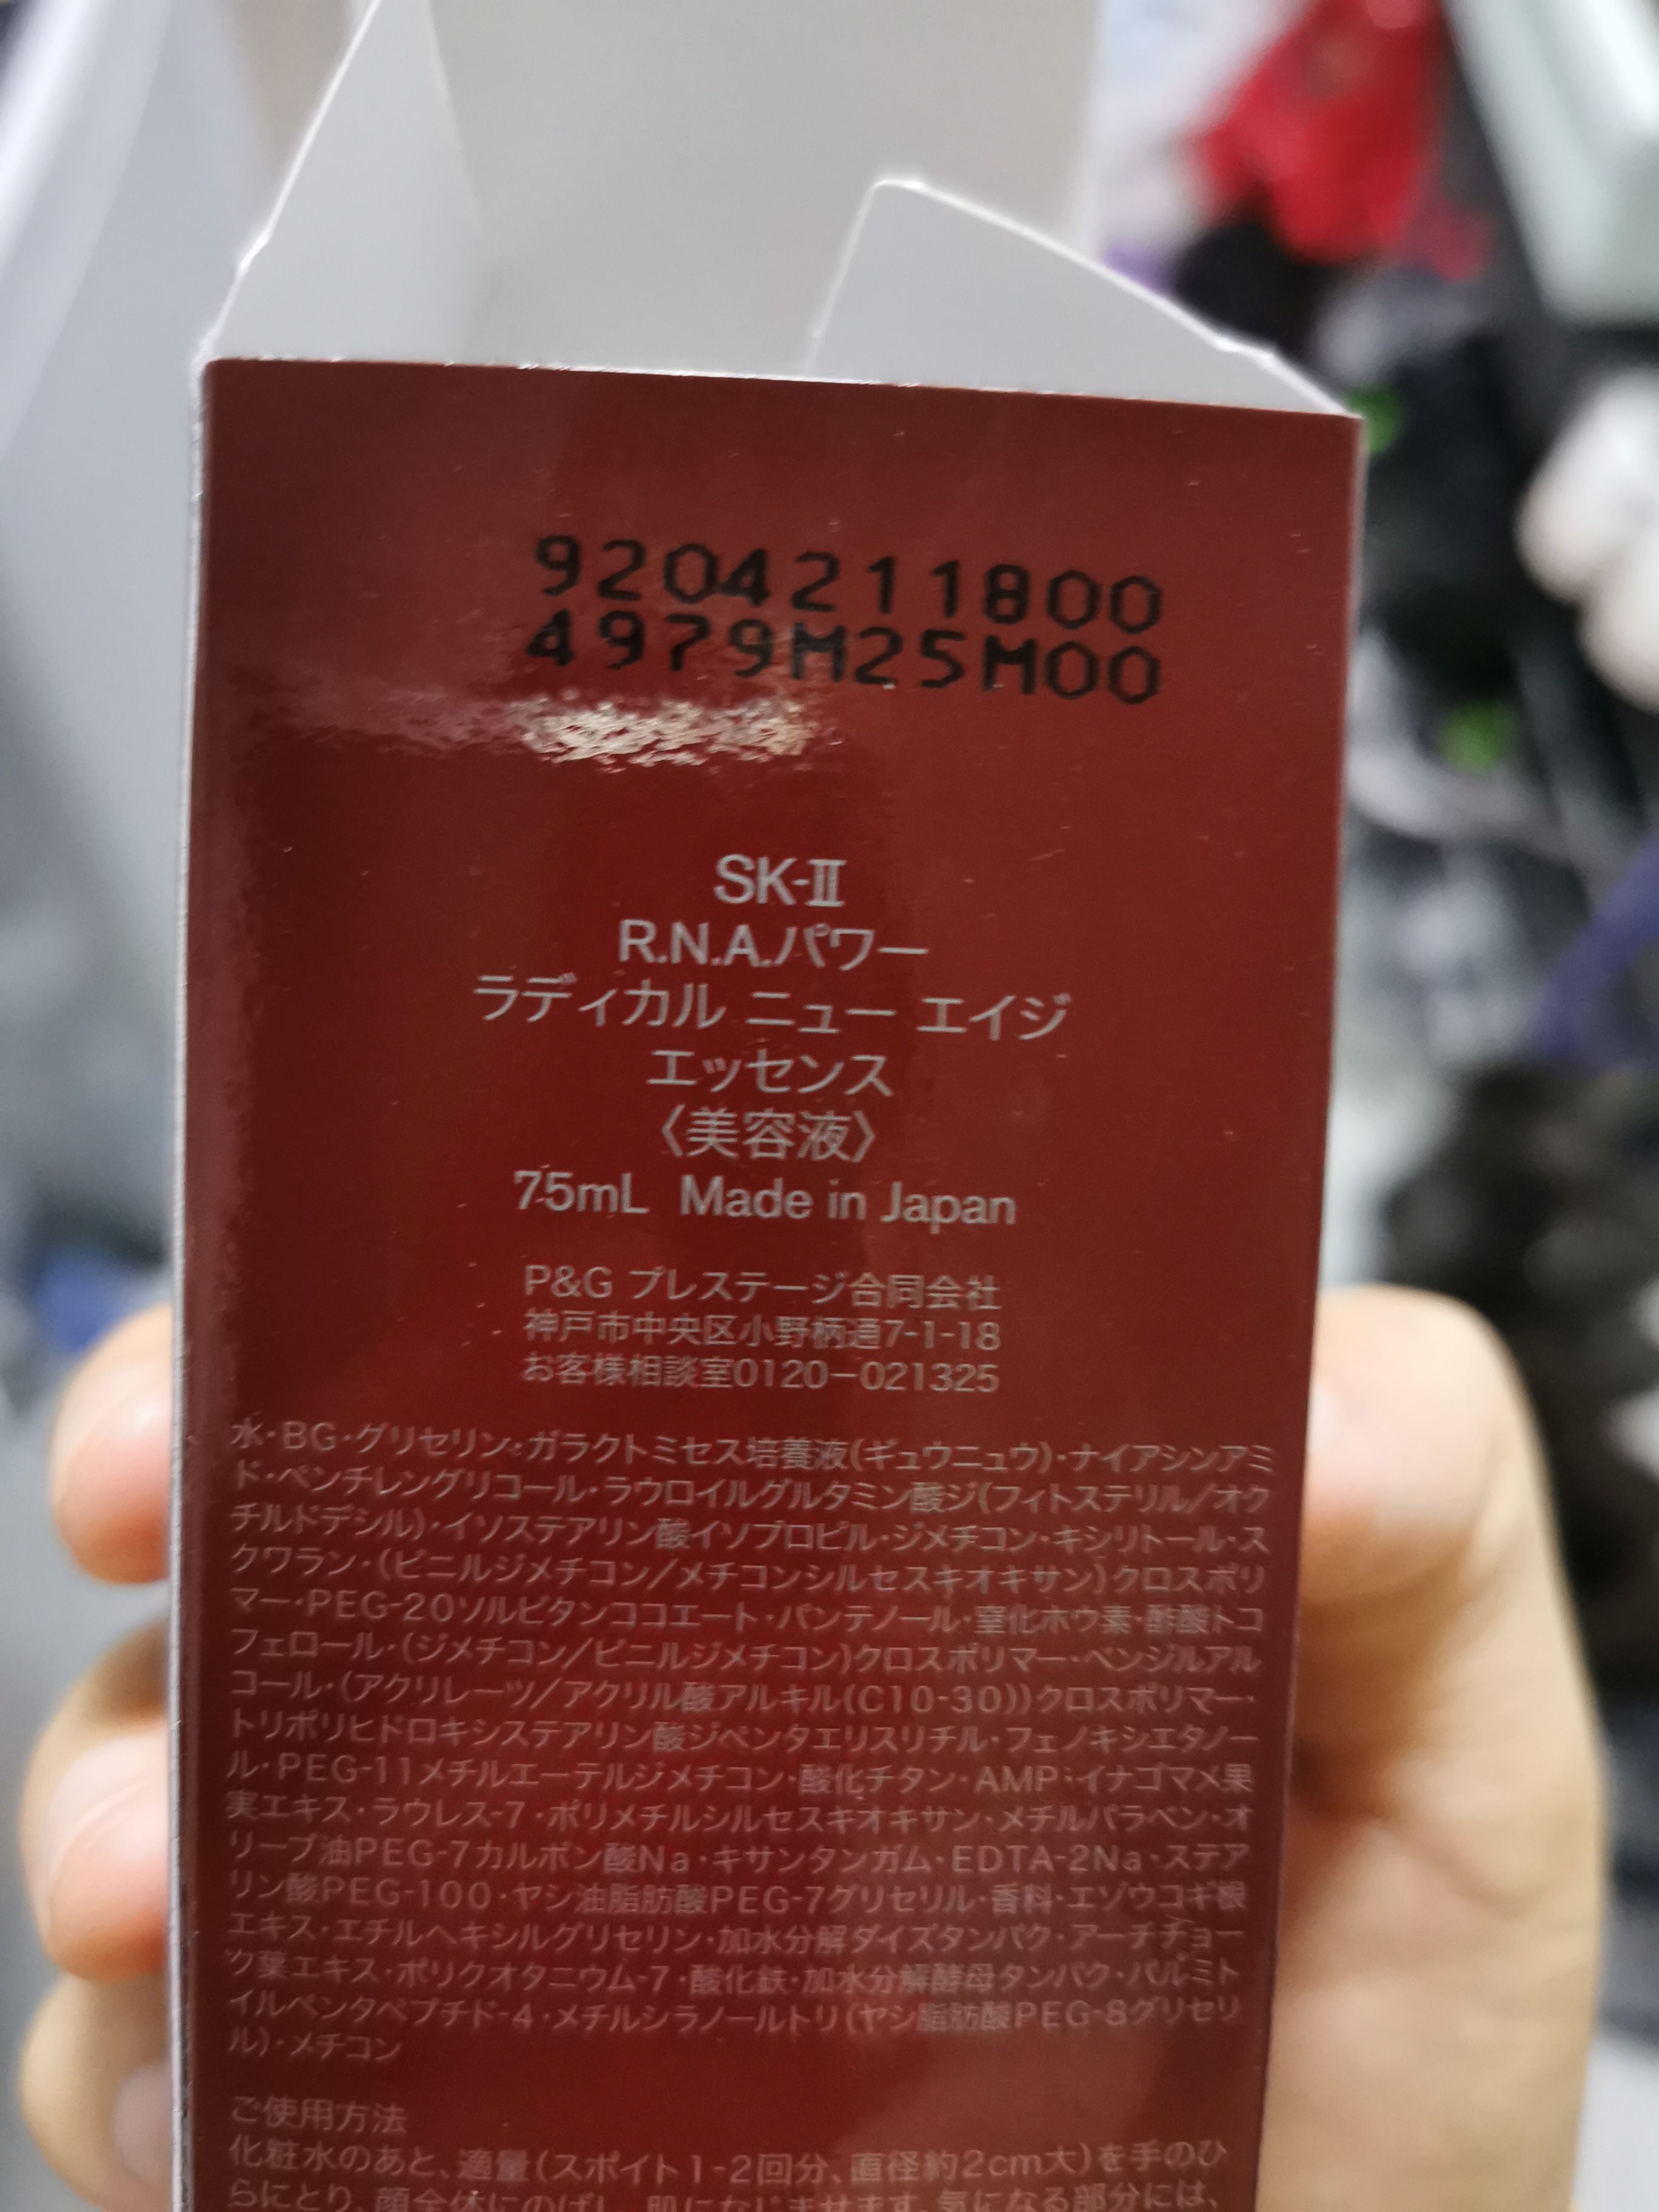 9204211800
4979M25M00
SK-II
R.N.A.パワー
ラディカル ニュー エイジ
エッセンス
〈美容液〉
75mL Made in Japan
P&G プレステージ合同会社
神戸市中央区小野柄通7-1-18
お客様相談室0120-021325
水・BG・グリセリン・ガラクトミセス培養液(ギュウニュウ)・ナイアシンアミ
ド・ペンチレングリコール・ラウロイルグルタミン酸ジ(フィトステリル/オク
チルドデシル)・イソステアリン酸イソプロピル・ジメチコン・キシリトール・ス
クワラン・(ビニルジメチコン/メチコンシルセスキオキサン)クロスポリ
マー・PEG-20ソルビタンココエート・パンテノール・窒化ホウ素・酢酸トコ
フェロール・(ジメチコン/ビニルジメチコン)クロスポリマー・ベンジルアル
コール・(アクリレーツ/アクリル酸アルキル(C10-30))クロスポリマー・
トリポリヒドロキシステアリン酸ジペンタエリスリチル・フェノキシエタノー
ル・PEG-11メチルエーテルジメチコン・酸化チタン・AMP・イナゴマメ果
実エキス・ラウレス-7・ポリメチルシルセスキオキサン・メチルパラベン・オ
リーブ油PEG-7カルボン酸Na・キサンタンガム・EDTA-2Na・ステア
リン酸PEG-100・ヤシ油脂肪酸PEG-7グリセリル・香料・エゾウコギ根
エキス・エチルヘキシルグリセリン・加水分解ダイズタンパク・アーチチョー
ク葉エキス・ポリクオタニウム-7・酸化鉄・加水分解酵母タンパク・パルミト
イルペンタペプチド-4・メチルシラノールトリ(ヤシ脂肪酸PEG-8グリセリ
ル)・メチコン
ご使用方法
化粧水のあと、適量(スポイト1-2回分、直径約2cm大)を手のひ
らにとり、顔全体にのばし、肌になじませます。気になる部分には、